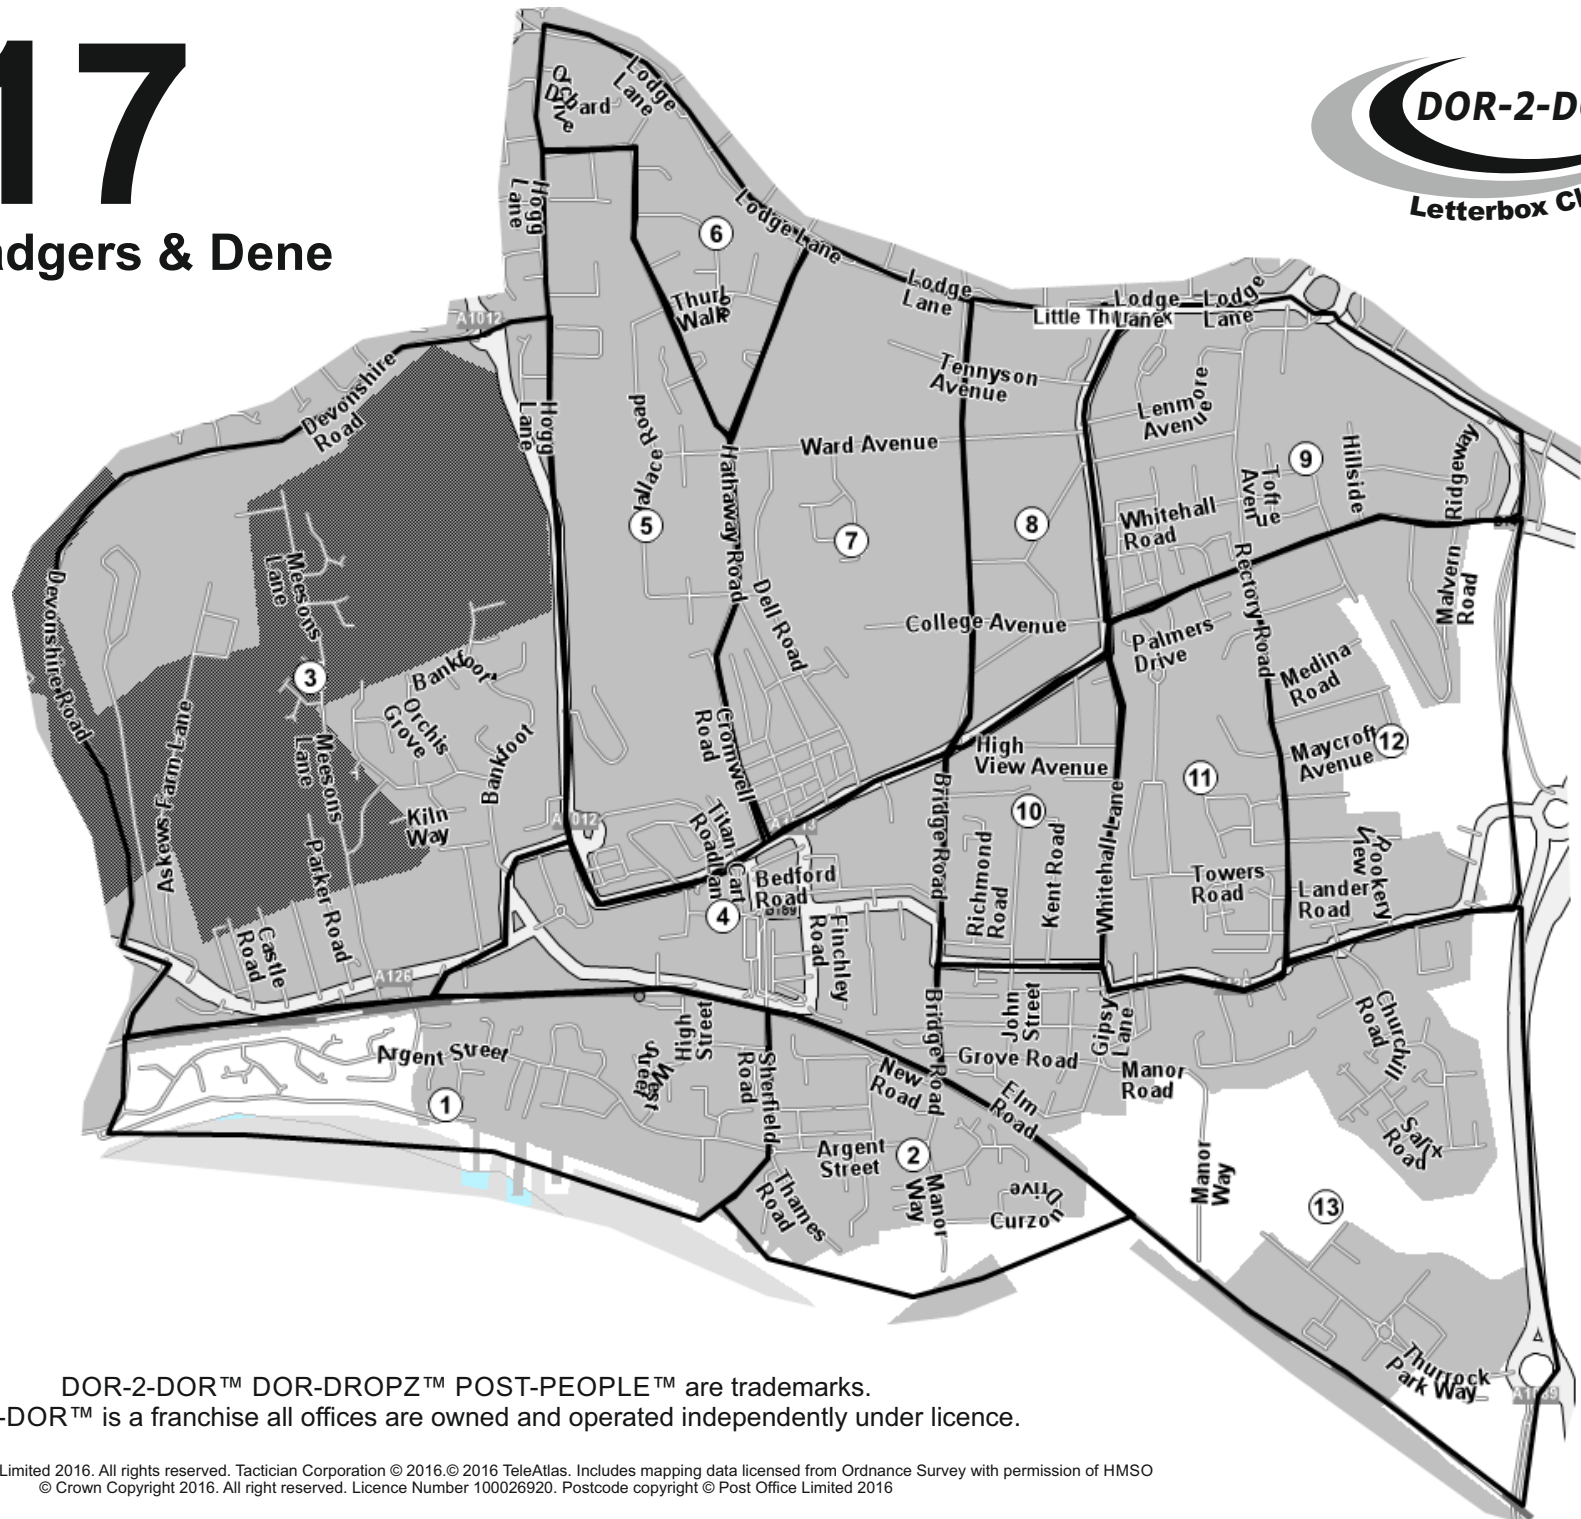 17
adgers & Dene
DOR-2-D
Letterbox
Orchard
Drive
Lodge
Lane
Hogg
Lane
Lodge Lane
6
Thurl
Walk
A1012
Lodge
Lane
Lodge
Lane
Lodge
Lane
Little Thurrock
Devonshire
Road
Hogg
Lane
Tennyson
Avenue
Lenmore
Avenue
Ward Avenue
Hathaway Road
Road
5
7
8
9
Whitehall
Road
Hillside
Ridgeway
Rectory Road
Malvern
Road
Meesons
Lane
Devonshire Road
Dell Road
College Avenue
Palmers
Drive
Medina
Road
3
Bankfoot
Orchis
Grove
Bankfoot
Cromwell
Road
High
View Avenue
Maycroft
Avenue
12
11
10
Askews Farm Lane
Meesons
Lane
Kiln
Way
A1012
Titan
Road
Bridge Road
Richmond
Road
Kent Road
Whitehall Lane
Parker Road
Bedford
Road
Towers
Road
Lander
Road
Rookery
View
4
Castle
Road
Finchley
Road
A126
High
Street
John
Street
Gipsy
Lane
Churchill
Road
Argent Street
West
Street
Sherfield
Road
New
Road
Bridge Road
Grove Road
Elm
Road
Manor
Road
1
Argent
Street
2
Salix
Road
Manor
Way
Manor
Way
Thames
Road
Curzon
Drive
13
Thurrock
Park Way
A1089
DOR-2-DOR™ DOR-DROPZ™ POST-PEOPLE™ are trademarks.
-DOR™ is a franchise all offices are owned and operated independently under licence.
Limited 2016. All rights reserved. Tactician Corporation © 2016.© 2016 TeleAtlas. Includes mapping data licensed from Ordnance Survey with permission of HMSO
© Crown Copyright 2016. All right reserved. Licence Number 100026920. Postcode copyright © Post Office Limited 2016